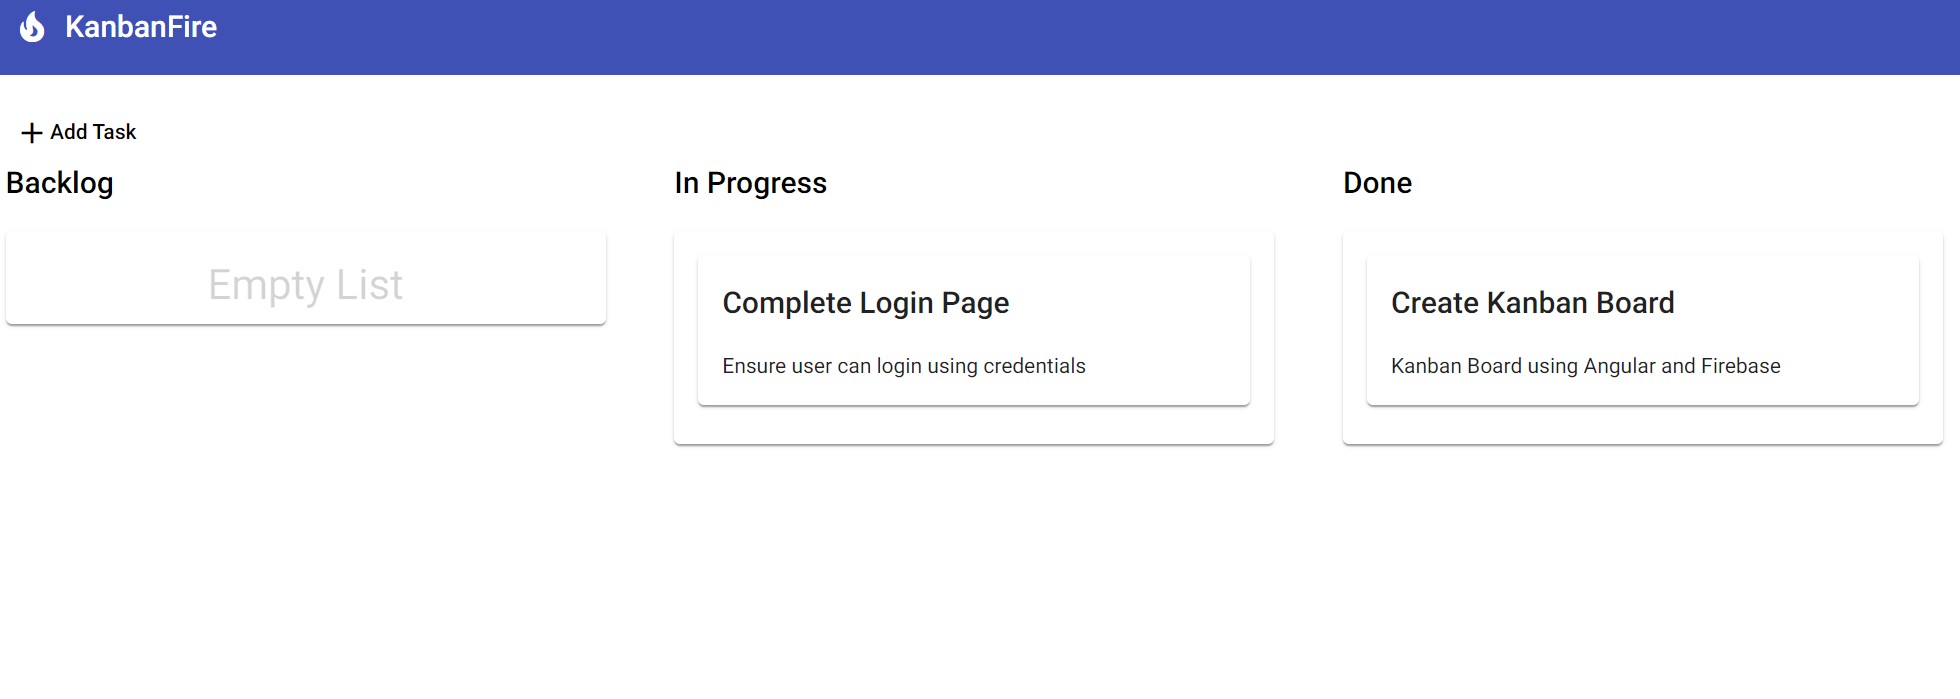 KanbanFire
Add Task
Backlog
Empty List
In Progress
Complete Login Page
Ensure user can login using credentials
Done
Create Kanban Board
Kanban Board using Angular and Firebase